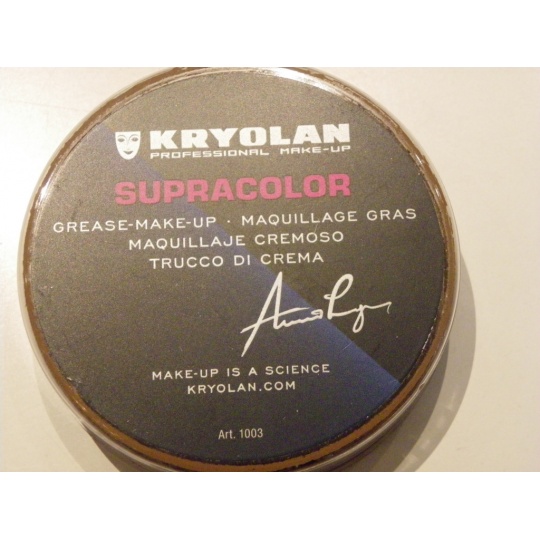 KRYOLAN
PROFESSIONAL MAKE-UP
SUPRACOLOR
GREASE-MAKE-UP · MAQUILLAGE GRAS
MAQUILLAJE CREMOSO
TRUCCO DI CREMA
MAKE-UP IS A SCIENCE
KRYOLAN.COM
Art. 1003